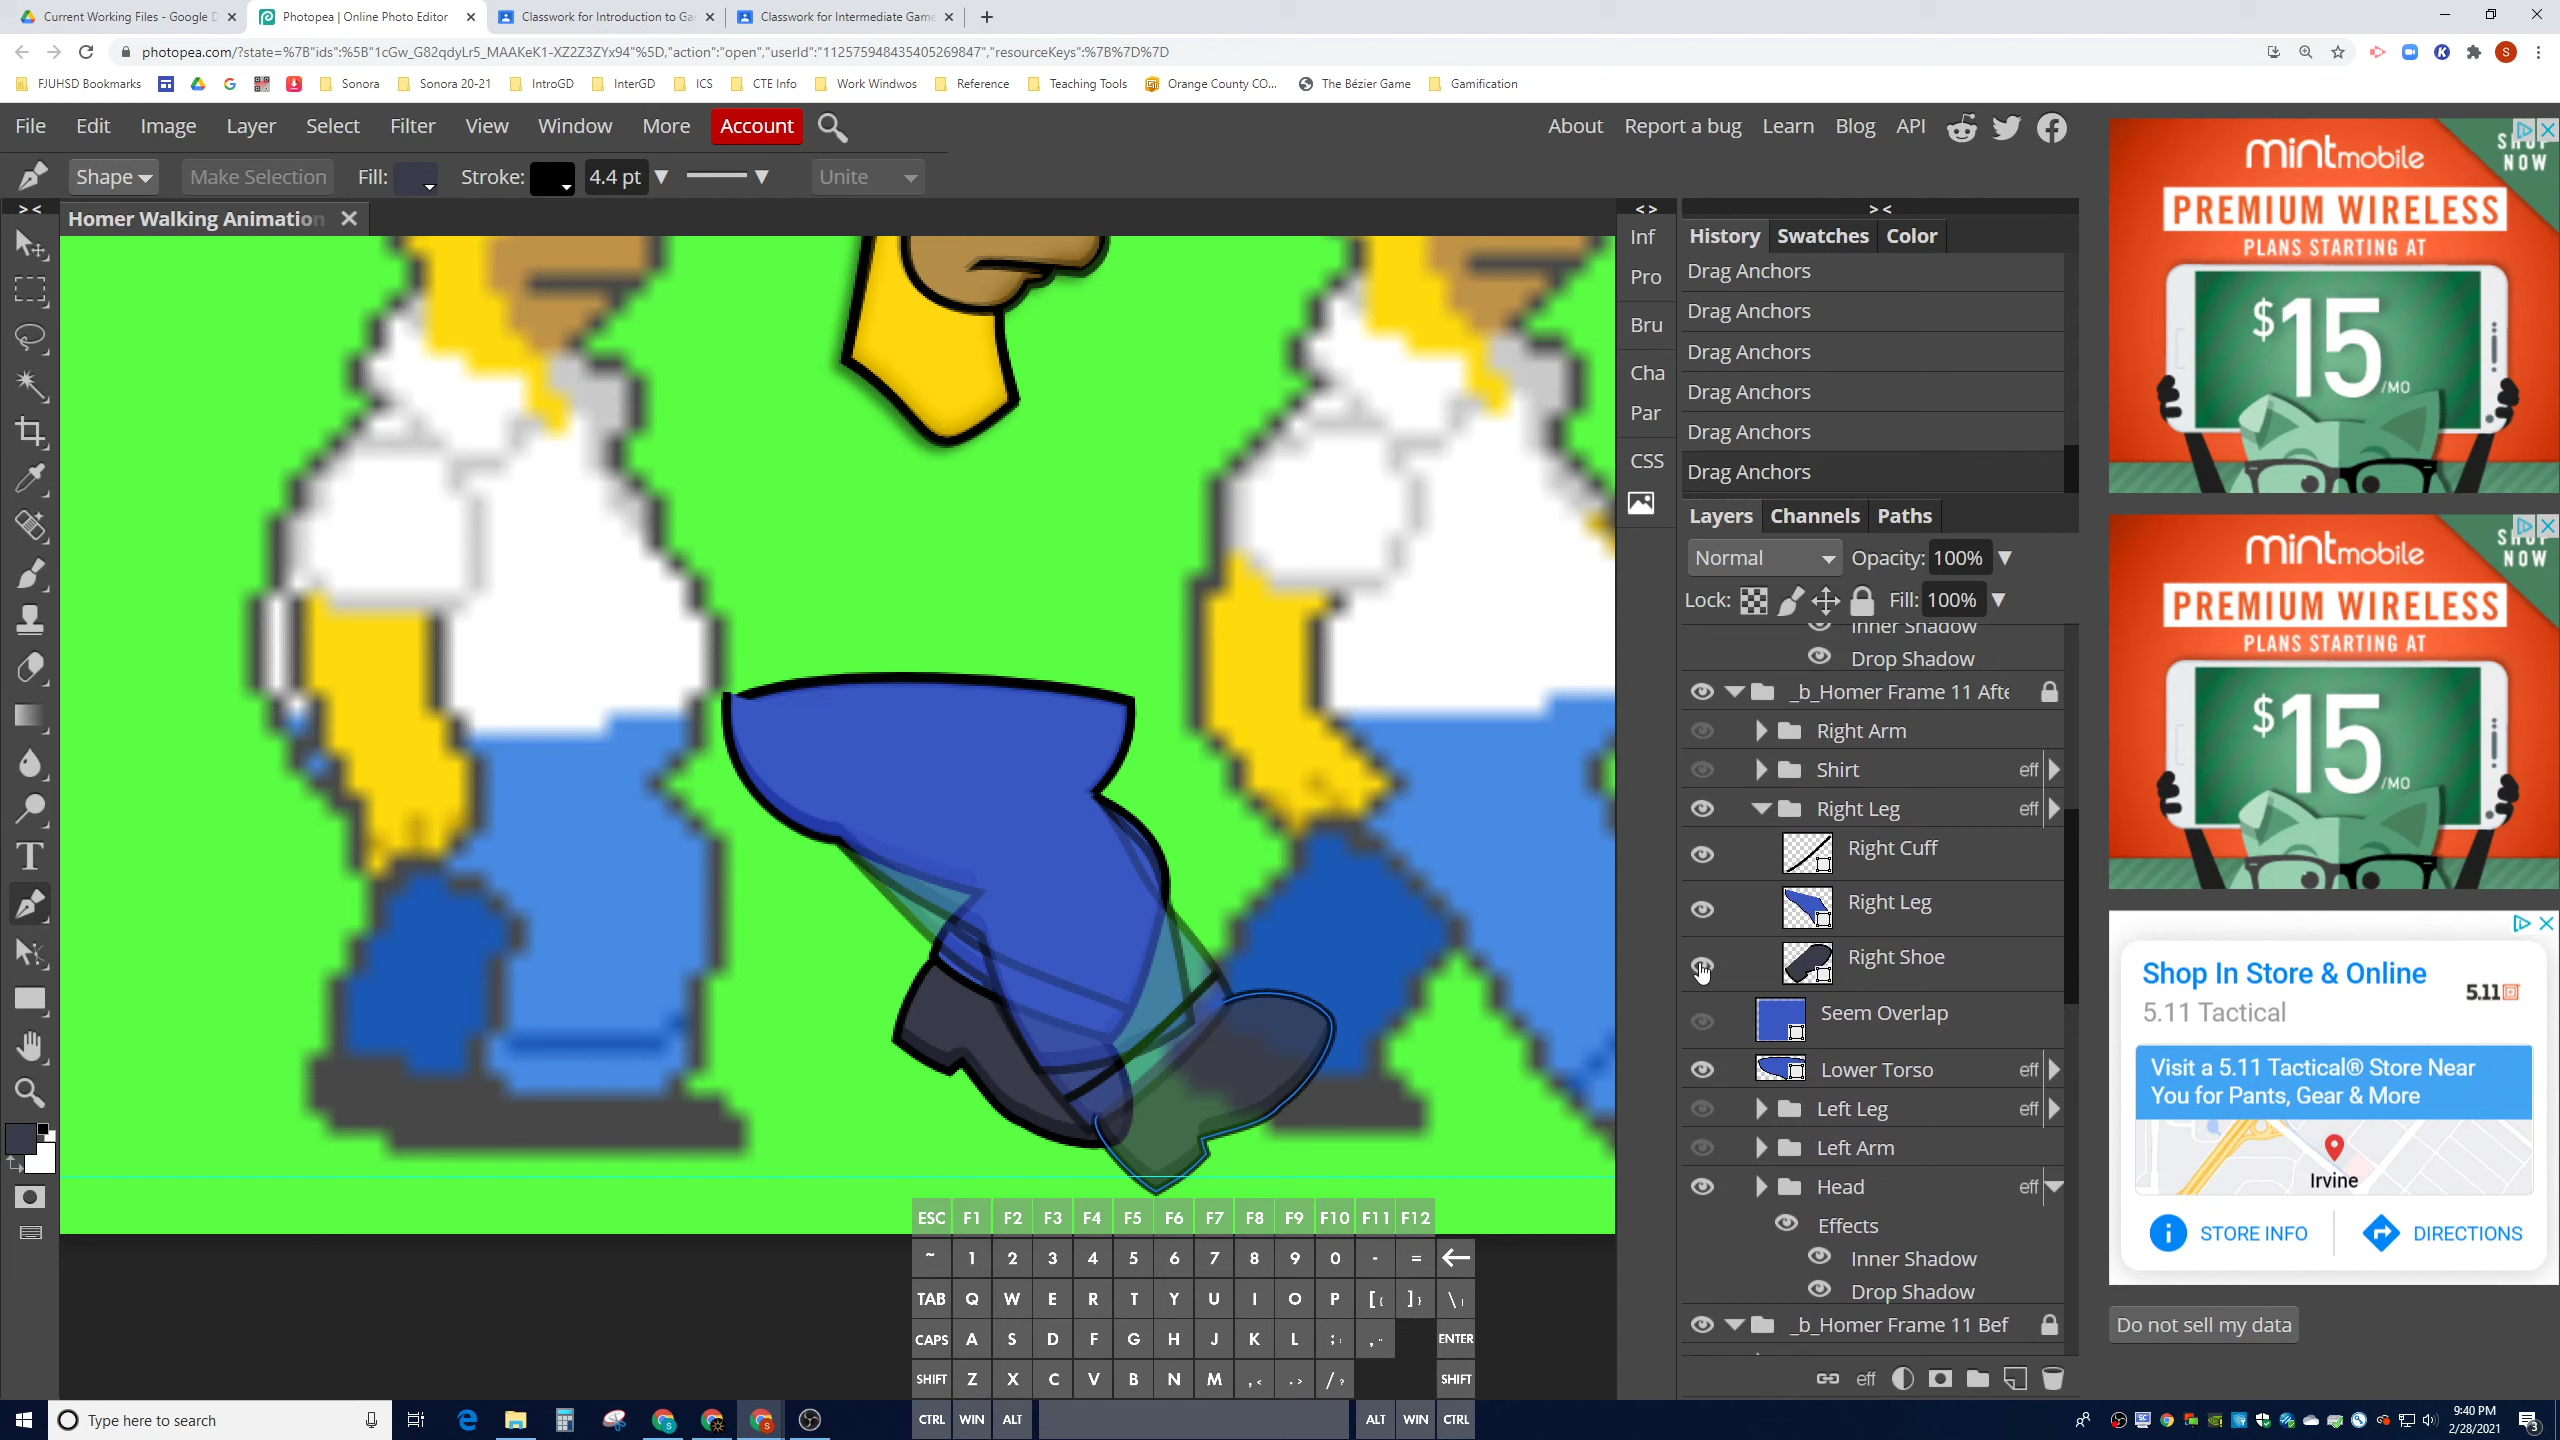 Current Working Files - Google D
Photopea | Online Photo Editor
Classwork for Introduction to Ga
Classwork for Intermediate Game
photopea.com/?state=%7B"ids":%5B"1cGw_G82qdyLr5_MAAKeK1-XZ2Z3ZYx94"%5D,"action":"open","userId":"112575948435405269847","resourceKeys":%7B%7D%7D
FJUHSD Bookmarks
Sonora
Sonora 20-21
IntroGD
InterGD
ICS
CTE Info
Work Windwos
Reference
Teaching Tools
Orange County CO...
The Bézier Game
Gamification
File Edit Image Layer Select Filter View Window More Account
About Report a bug Learn Blog API
Shape Make Selection Fill: Stroke: 4.4 pt Unite
Homer Walking Animation
Inf
Pro
Bru
Cha
Par
CSS
History Swatches Color
Drag Anchors
Drag Anchors
Drag Anchors
Drag Anchors
Drag Anchors
Drag Anchors
Layers Channels Paths
Normal Opacity: 100%
Lock: Fill: 100%
Inner Shadow
Drop Shadow
_b_Homer Frame 11 Afte
Right Arm
Shirt eff
Right Leg eff
Right Cuff
Right Leg
Right Shoe
Seem Overlap
Lower Torso eff
Left Leg eff
Left Arm
Head eff
Effects
Inner Shadow
Drop Shadow
_b_Homer Frame 11 Bef
eff
mintmobile
SHOP
NOW
PREMIUM WIRELESS
PLANS STARTING AT
$15/MO
mintmobile
SHOP
NOW
PREMIUM WIRELESS
PLANS STARTING AT
$15/MO
Shop In Store & Online
5.11 Tactical
5.11
Visit a 5.11 Tactical® Store Near
You for Pants, Gear & More
Irvine
STORE INFO
DIRECTIONS
Do not sell my data
ESC F1 F2 F3 F4 F5 F6 F7 F8 F9 F10 F11 F12
~ 1 2 3 4 5 6 7 8 9 0 - =
TAB Q W E R T Y U I O P [ { ] } \ |
CAPS A S D F G H J K L ; : , " ENTER
SHIFT Z X C V B N M , < . > / ? SHIFT
CTRL WIN ALT ALT WIN CTRL
Type here to search
9:40 PM
2/28/2021
3